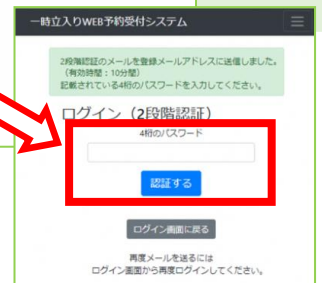 一時立入りWEB予約受付システム
2段階認証のメールを登録メールアドレスに送信しました。
（有効時間：10分間）
記載されている4桁のパスワードを入力してください。
ログイン（2段階認証）
4桁のパスワード
認証する
ログイン画面に戻る
再度メールを送るには
ログイン画面から再度ログインしてください。